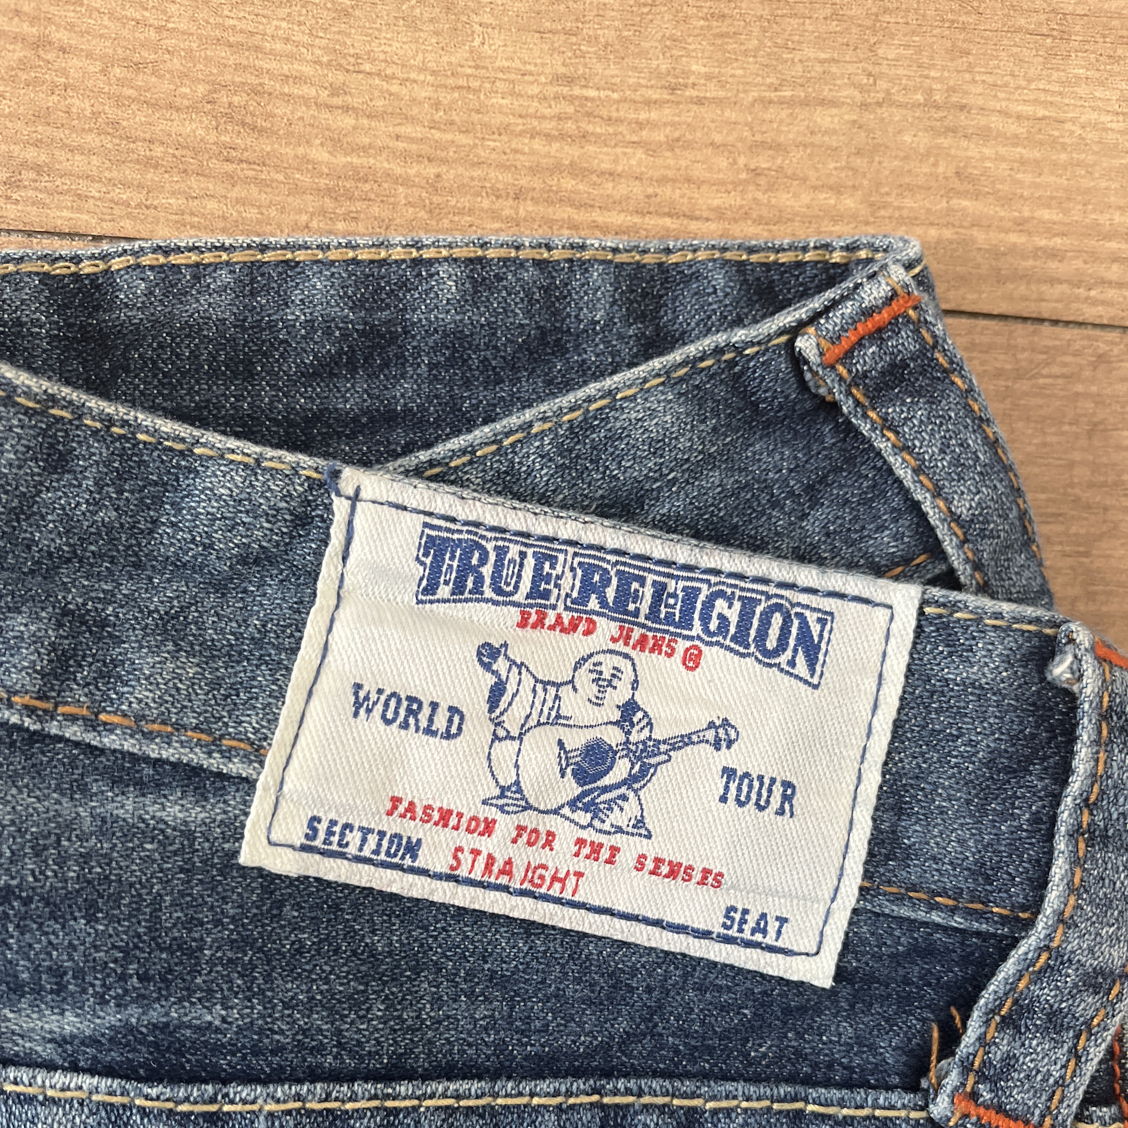 TRUE RELIGION
BRAND JEANS ®
WORLD TOUR
FASHION FOR THE SENSES
SECTION STRAIGHT SEAT